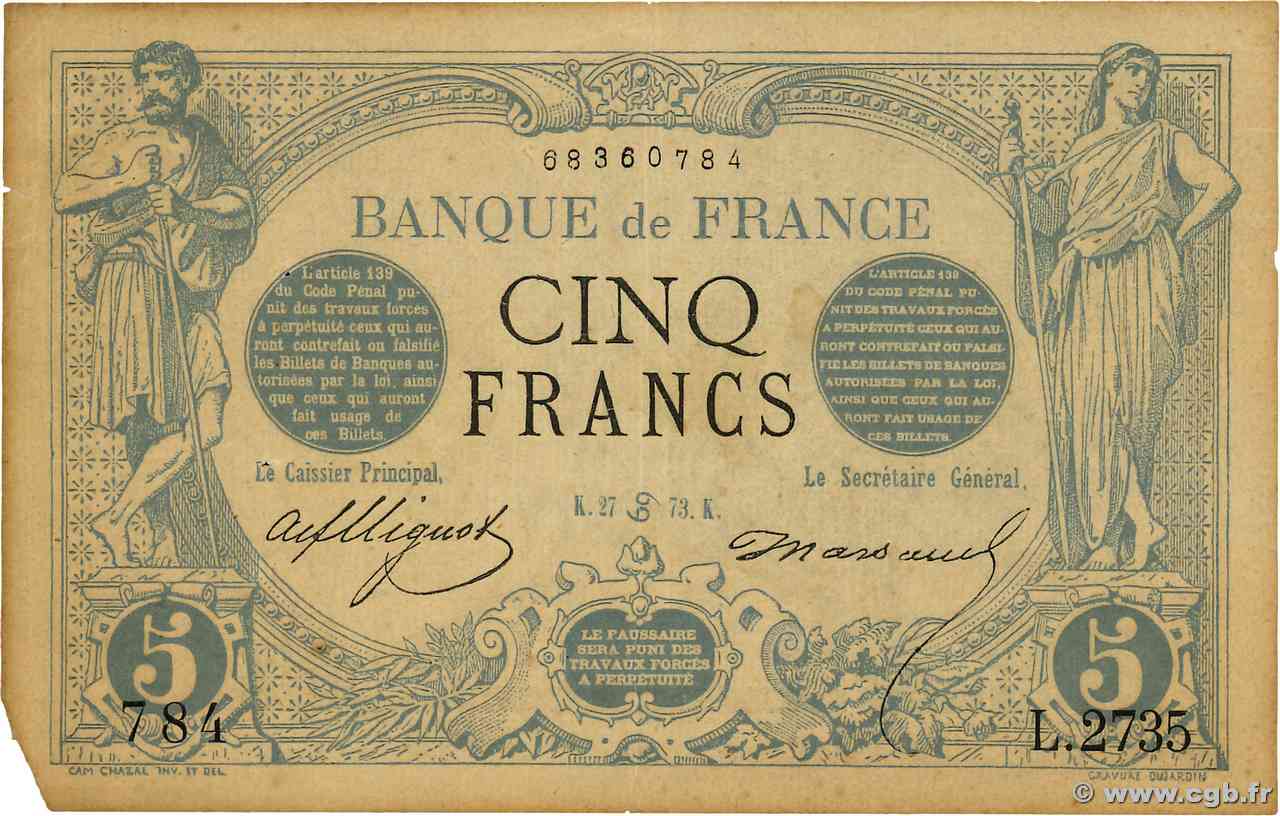 68360784
BANQUE de FRANCE
CINQ
FRANCS
L'article 139
du Code Pénal pu-
nit des travaux forcés
à perpétuité ceux qui au-
ront contrefait ou falsifié
les Billets de Banques au-
torisées par la loi, ainsi
que ceux qui auront
fait usage de
ces Billets.
L'ARTICLE 139
DU CODE PÉNAL PU-
NIT DES TRAVAUX FORCÉS
A PERPÉTUITÉ CEUX QUI AU-
RONT CONTREFAIT OU FALSI-
FIÉ LES BILLETS DE BANQUES
AUTORISÉES PAR LA LOI,
AINSI QUE CEUX QUI AU-
RONT FAIT USAGE DE
CES BILLETS.
Le Caissier Principal,
Le Secrétaire Général,
K. 27 73. K.
Mignot
Marsaud
LE FAUSSAIRE
SERA PUNI DES
TRAVAUX FORCÉS
A PERPÉTUITÉ
5
5
784
L.2735
CAM CHAZAL INV. ET DEL.
GRAVURE DUJARDIN
© www.cgb.fr